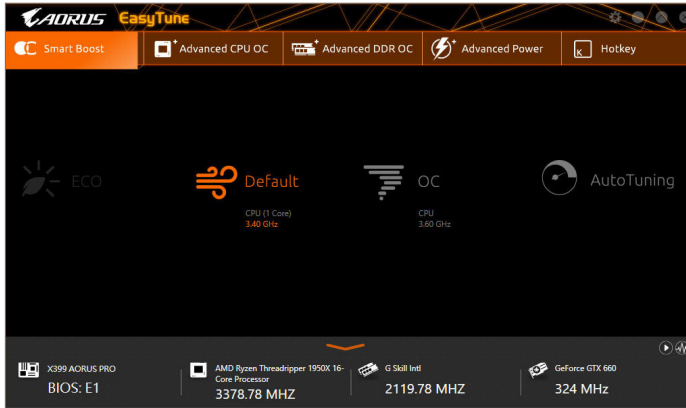 AORUS EasyTune
Smart Boost
Advanced CPU OC
Advanced DDR OC
Advanced Power
K
Hotkey
ECO
Default
OC
AutoTuning
CPU (1 Core)
3.40 GHz
CPU
3.60 GHz
X399 AORUS PRO
BIOS: E1
AMD Ryzen Threadripper 1950X 16-
Core Processor
3378.78 MHZ
G Skill Intl
2119.78 MHZ
GeForce GTX 660
324 MHz